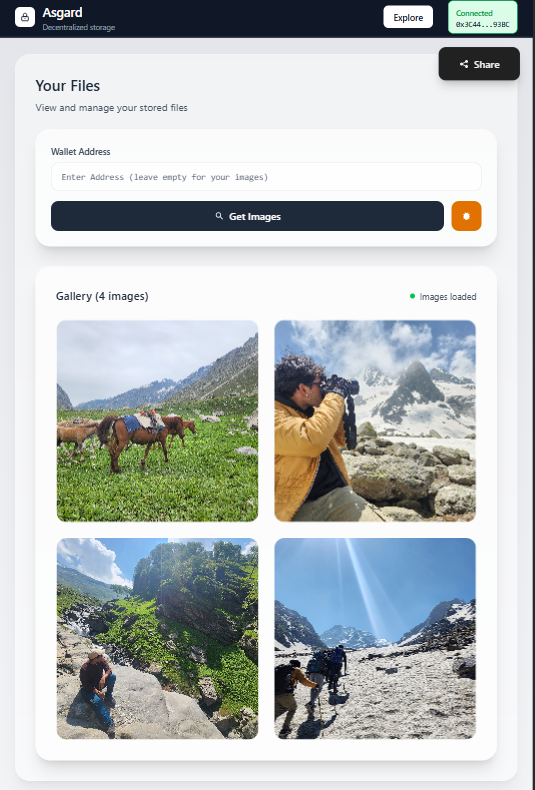 Asgard
Decentralized storage
Explore
Connected
0x3C44...93BC
Share
Your Files
View and manage your stored files
Wallet Address
Enter Address (leave empty for your images)
Get Images
Gallery (4 images)
Images loaded